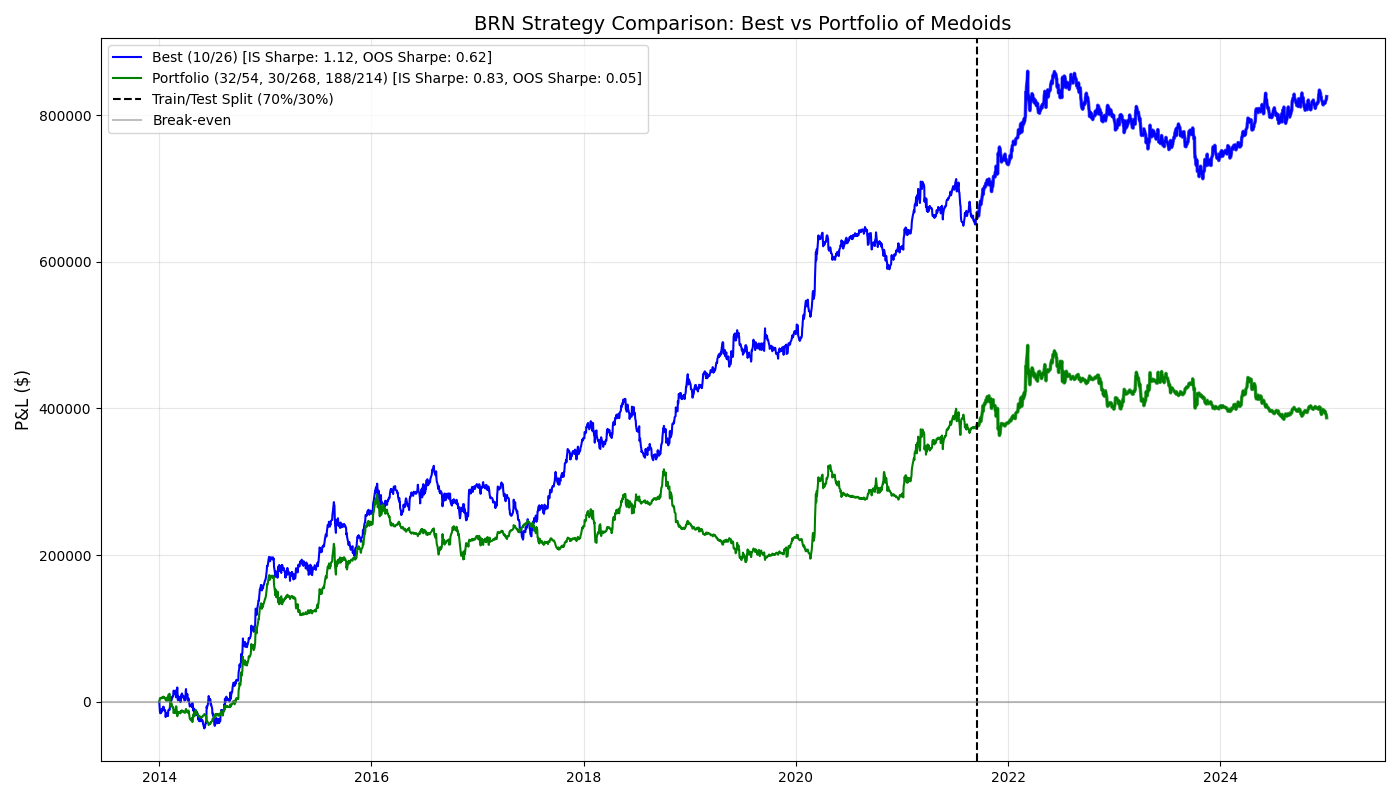 BRN Strategy Comparison: Best vs Portfolio of Medoids
Best (10/26) [IS Sharpe: 1.12, OOS Sharpe: 0.62]
Portfolio (32/54, 30/268, 188/214) [IS Sharpe: 0.83, OOS Sharpe: 0.05]
Train/Test Split (70%/30%)
Break-even
P&L ($)
800000
600000
400000
200000
0
2014
2016
2018
2020
2022
2024